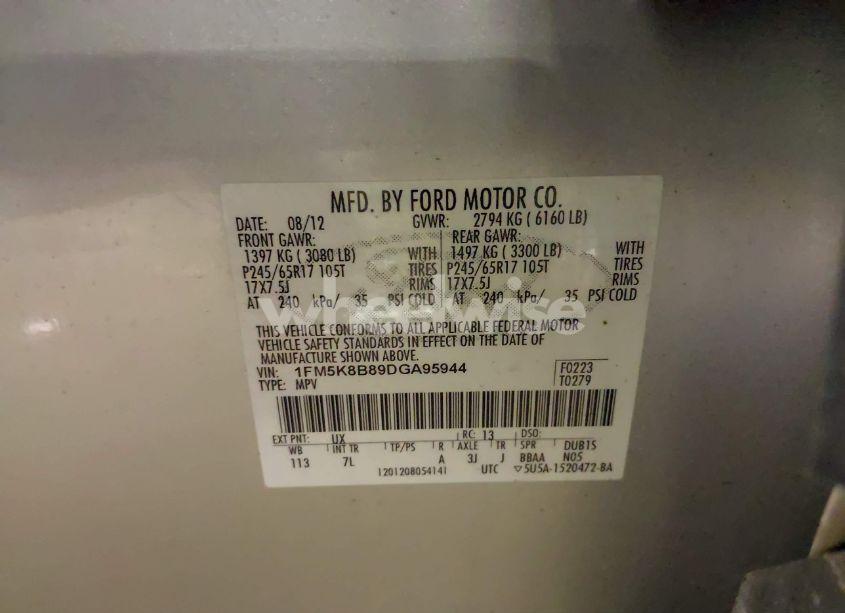 MFD. BY FORD MOTOR CO.
DATE: 08/12 GVWR: 2794 KG ( 6160 LB)
FRONT GAWR: REAR GAWR:
1397 KG ( 3080 LB) WITH 1497 KG ( 3300 LB) WITH
P245/65R17 105T TIRES P245/65R17 105T TIRES
17X7.5J RIMS 17X7.5J RIMS
AT 240 kPa/ 35 PSI COLD AT 240 kPa/ 35 PSI COLD
wheelwise
THIS VEHICLE CONFORMS TO ALL APPLICABLE FEDERAL MOTOR
VEHICLE SAFETY STANDARDS IN EFFECT ON THE DATE OF
MANUFACTURE SHOWN ABOVE.
VIN: 1FM5K8B89DGA95944 F0223
TYPE: MPV T0279
EXT PNT: UX RC: 13 DSO:
WB INT TR TP/PS R AXLE TR SPR DUB1S
113 7L A 3J J BBAA N05
1201208054141 UTC ▽5U5A-1520472-BA